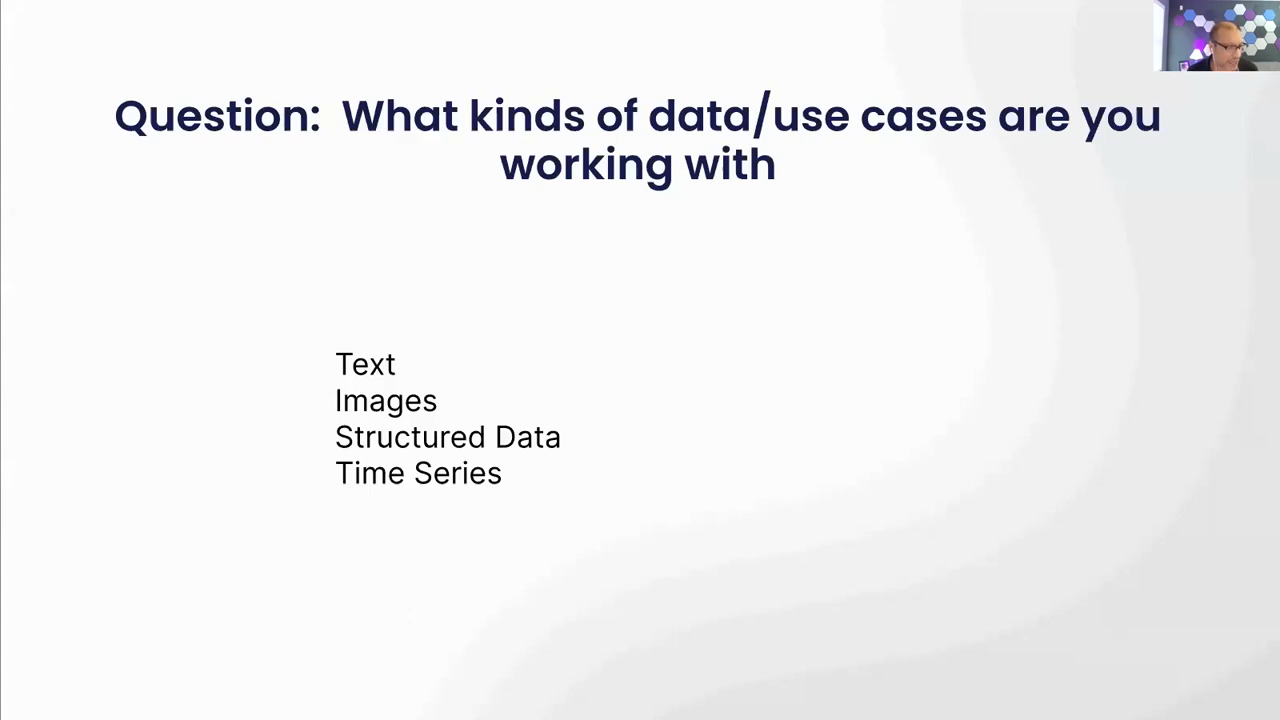 Question:  What kinds of data/use cases are you
working with
Text
Images
Structured Data
Time Series